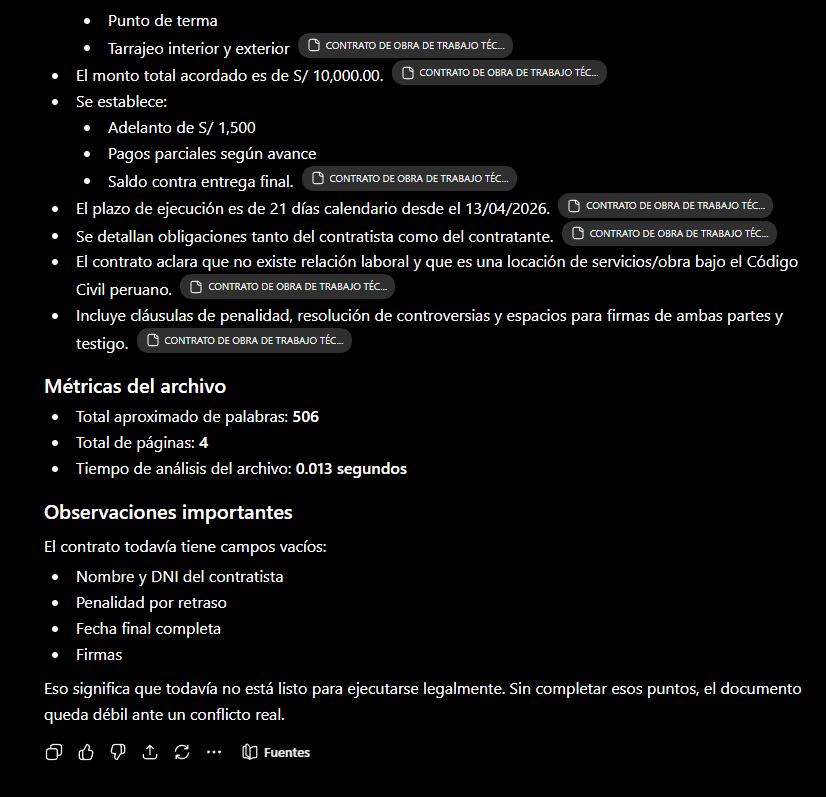 Punto de terma
Tarrajeo interior y exterior CONTRATO DE OBRA DE TRABAJO TÉC...
El monto total acordado es de S/ 10,000.00. CONTRATO DE OBRA DE TRABAJO TÉC...
Se establece:
Adelanto de S/ 1,500
Pagos parciales según avance
Saldo contra entrega final. CONTRATO DE OBRA DE TRABAJO TÉC...
El plazo de ejecución es de 21 días calendario desde el 13/04/2026. CONTRATO DE OBRA DE TRABAJO TÉC...
Se detallan obligaciones tanto del contratista como del contratante. CONTRATO DE OBRA DE TRABAJO TÉC...
El contrato aclara que no existe relación laboral y que es una locación de servicios/obra bajo el Código
Civil peruano. CONTRATO DE OBRA DE TRABAJO TÉC...
Incluye cláusulas de penalidad, resolución de controversias y espacios para firmas de ambas partes y
testigo. CONTRATO DE OBRA DE TRABAJO TÉC...
Métricas del archivo
Total aproximado de palabras: 506
Total de páginas: 4
Tiempo de análisis del archivo: 0.013 segundos
Observaciones importantes
El contrato todavía tiene campos vacíos:
Nombre y DNI del contratista
Penalidad por retraso
Fecha final completa
Firmas
Eso significa que todavía no está listo para ejecutarse legalmente. Sin completar esos puntos, el documento
queda débil ante un conflicto real.
Fuentes